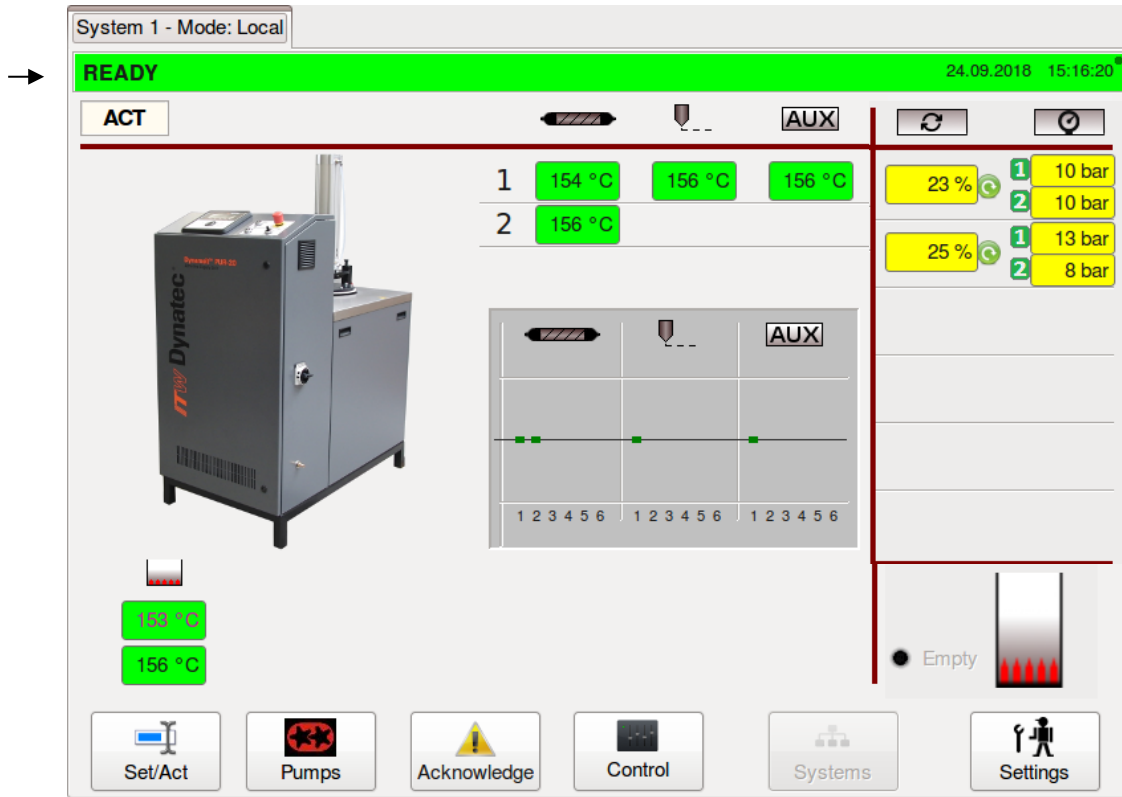 System 1 - Mode: Local
READY 24.09.2018 15:16:20
ACT AUX
1 154 °C 156 °C 156 °C
2 156 °C
23 % 1 10 bar
2 10 bar
25 % 1 13 bar
2 8 bar
ITW Dynatec
AUX
1 2 3 4 5 6 1 2 3 4 5 6 1 2 3 4 5 6
153 °C
156 °C
Empty
Set/Act Pumps Acknowledge Control Systems Settings